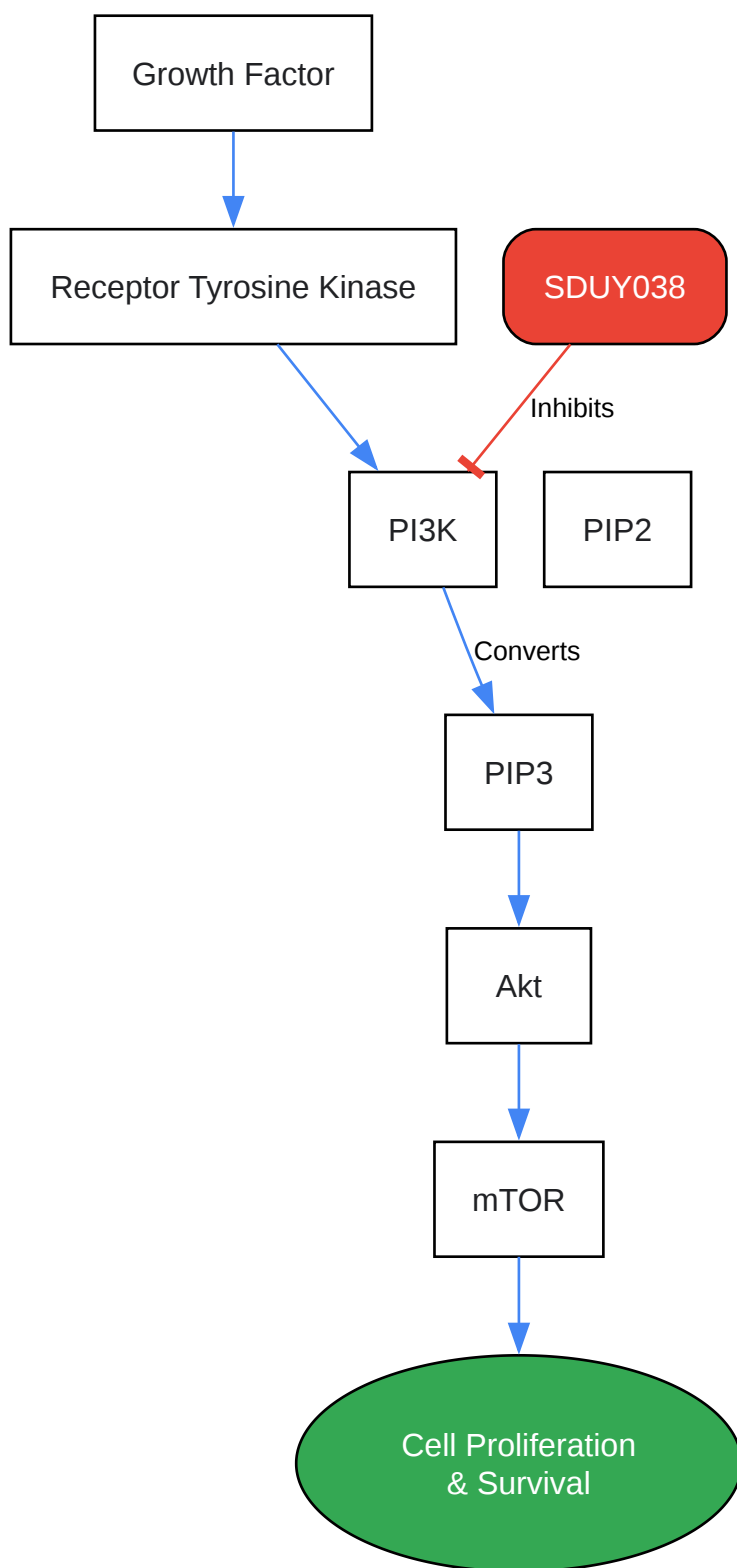 Growth Factor
Receptor Tyrosine Kinase
SDUY038
Inhibits
PI3K
PIP2
Converts
PIP3
Akt
mTOR
Cell Proliferation
& Survival